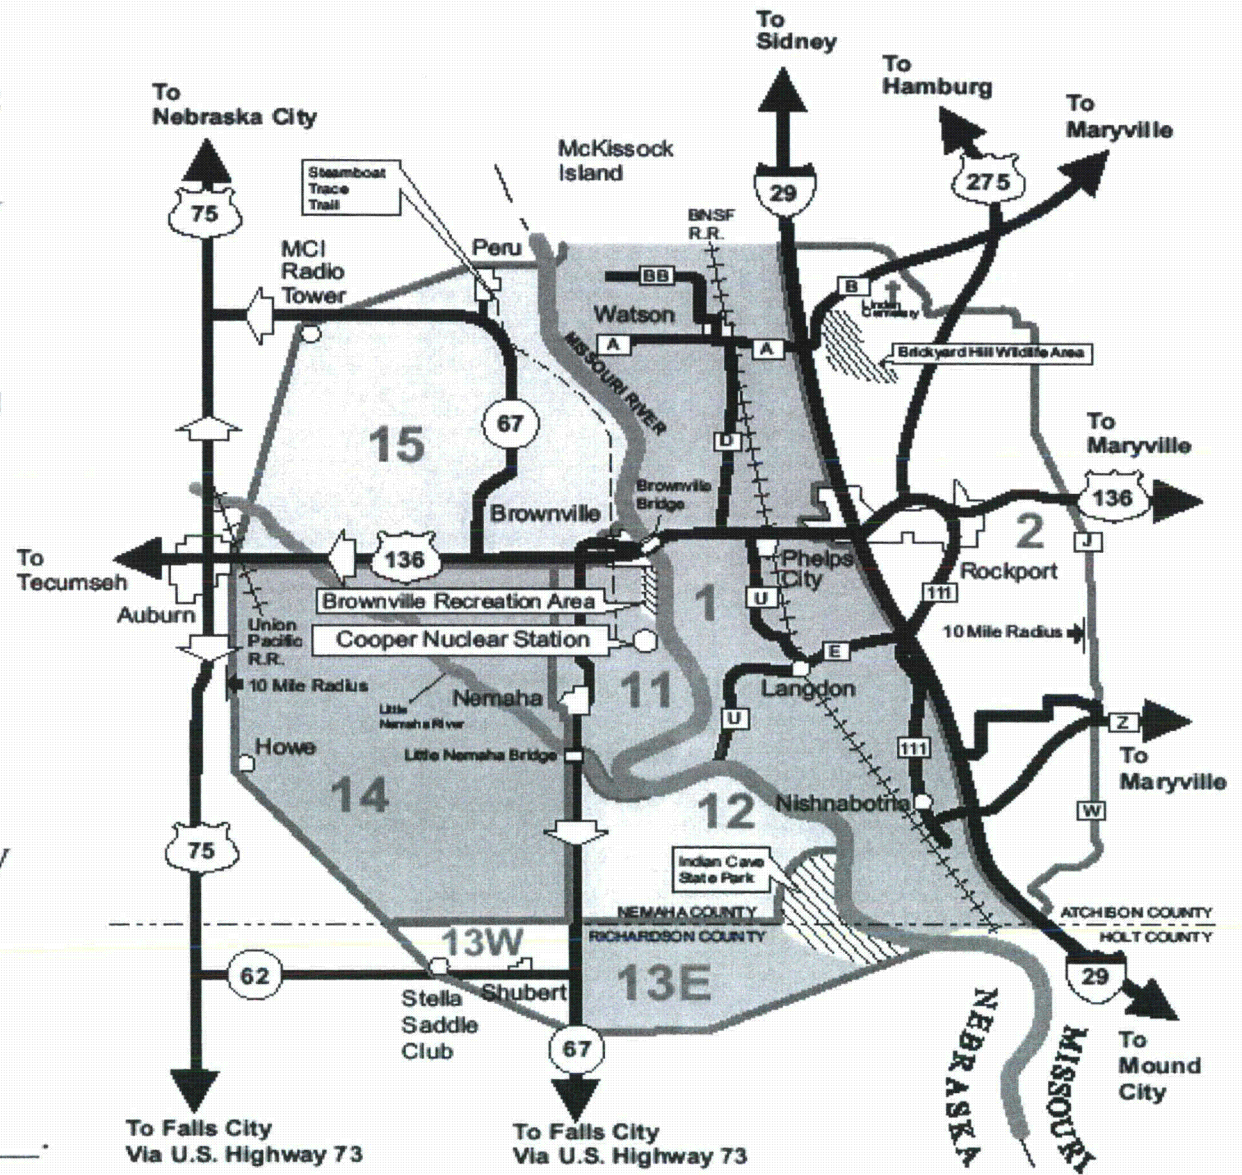 To
Sidney
To
Hamburg
To
Maryville
To
Nebraska City
McKissock
Island
Steamboat
Trace
Trail
75
29
275
BNSF
R.R.
Peru
MCI
Radio
Tower
BB
B
Linden
Cemetery
Watson
A
A
Brickyard Hill Wildlife Area
MISSOURI RIVER
67
15
D
To
Maryville
136
Brownville
Bridge
Brownville
2
J
To
Tecumseh
136
Phelps
City
Rockport
Auburn
Brownville Recreation Area
1
U
111
Union
Pacific
R.R.
Cooper Nuclear Station
10 Mile Radius
E
10 Mile Radius
Nemaha
11
Langdon
Little
Nemaha River
U
Z
Howe
Little Nemaha Bridge
111
To
Maryville
14
12
Nishnabotna
W
75
Indian Cave
State Park
NEMAHA COUNTY
ATCHISON COUNTY
RICHARDSON COUNTY
HOLT COUNTY
13W
62
13E
29
Stella
Saddle
Club
Shubert
NEBRASKA
MISSOURI
67
To
Mound
City
To Falls City
Via U.S. Highway 73
To Falls City
Via U.S. Highway 73